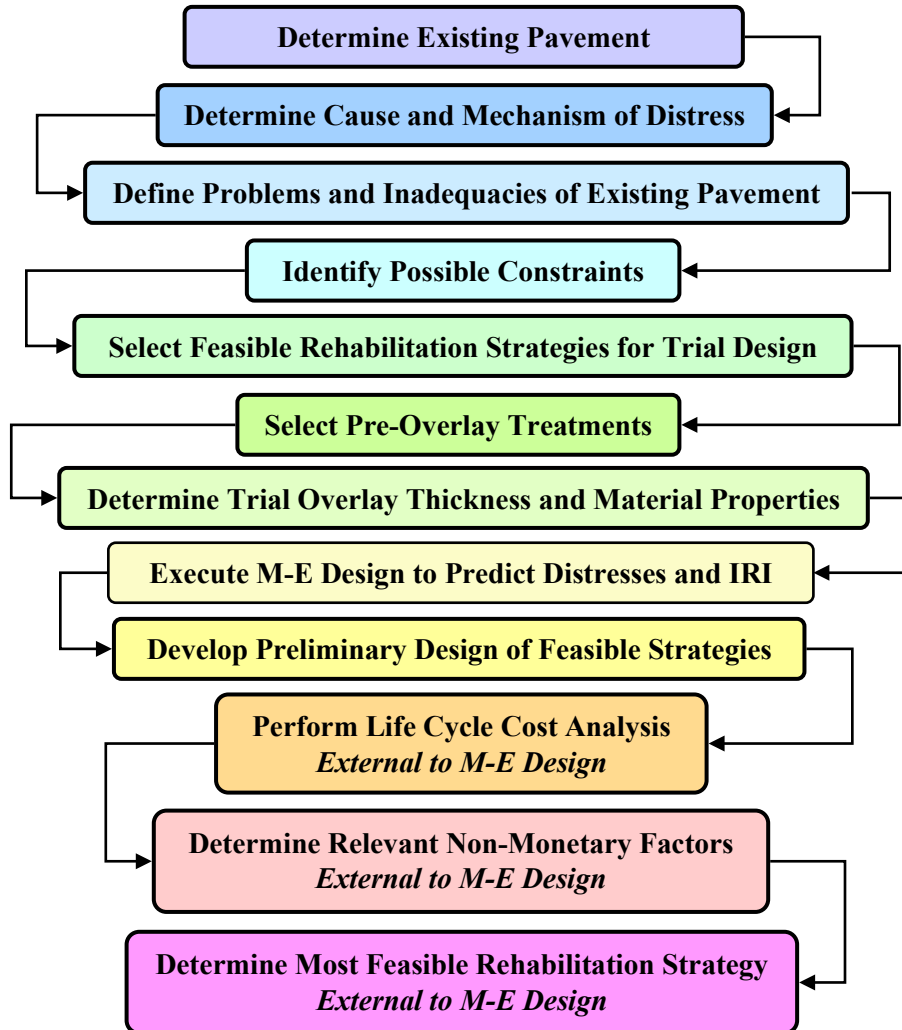 Determine Existing Pavement
Determine Cause and Mechanism of Distress
Define Problems and Inadequacies of Existing Pavement
Identify Possible Constraints
Select Feasible Rehabilitation Strategies for Trial Design
Select Pre-Overlay Treatments
Determine Trial Overlay Thickness and Material Properties
Execute M-E Design to Predict Distresses and IRI
Develop Preliminary Design of Feasible Strategies
Perform Life Cycle Cost Analysis
External to M-E Design
Determine Relevant Non-Monetary Factors
External to M-E Design
Determine Most Feasible Rehabilitation Strategy
External to M-E Design